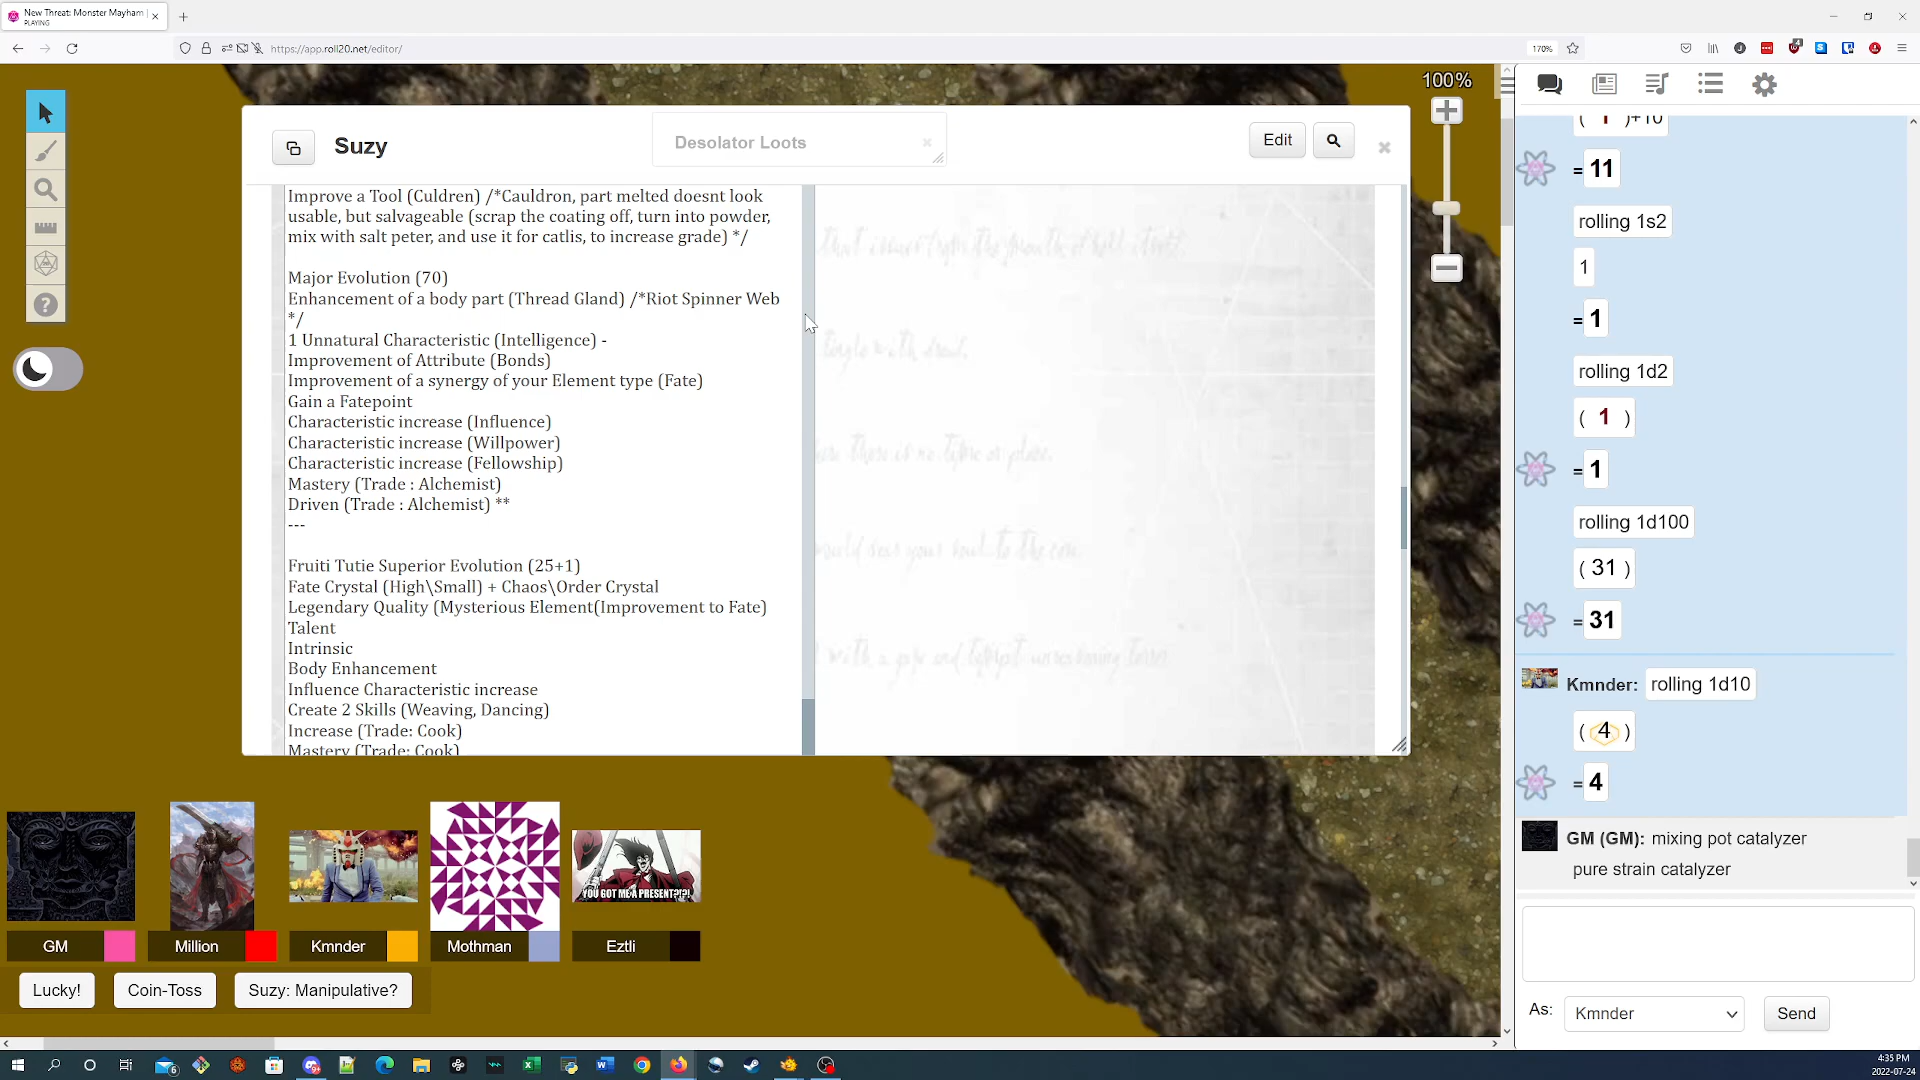 New Threat: Monster Mayham
PLAYING
https://app.roll20.net/editor/
170%
4
100%
Suzy
Desolator Loots
Edit
Improve a Tool (Culdren) /*Cauldron, part melted doesnt look
usable, but salvageable (scrap the coating off, turn into powder,
mix with salt peter, and use it for catlis, to increase grade) */
Major Evolution (70)
Enhancement of a body part (Thread Gland) /*Riot Spinner Web
*/
1 Unnatural Characteristic (Intelligence) -
Improvement of Attribute (Bonds)
Improvement of a synergy of your Element type (Fate)
Gain a Fatepoint
Characteristic increase (Influence)
Characteristic increase (Willpower)
Characteristic increase (Fellowship)
Mastery (Trade : Alchemist)
Driven (Trade : Alchemist) **
---
Fruiti Tutie Superior Evolution (25+1)
Fate Crystal (High\Small) + Chaos\Order Crystal
Legendary Quality (Mysterious Element(Improvement to Fate)
Talent
Intrinsic
Body Enhancement
Influence Characteristic increase
Create 2 Skills (Weaving, Dancing)
Increase (Trade: Cook)
Mastery (Trade: Cook)
( 1 )+10
= 11
rolling 1s2
1
= 1
rolling 1d2
( 1 )
= 1
rolling 1d100
( 31 )
= 31
Kmnder: rolling 1d10
( 4 )
= 4
GM (GM): mixing pot catalyzer
pure strain catalyzer
As: Kmnder
Send
YOU GOT ME A PRESENT?!?!
GM
Million
Kmnder
Mothman
Eztli
Lucky!
Coin-Toss
Suzy: Manipulative?
6
4:35 PM
2022-07-24